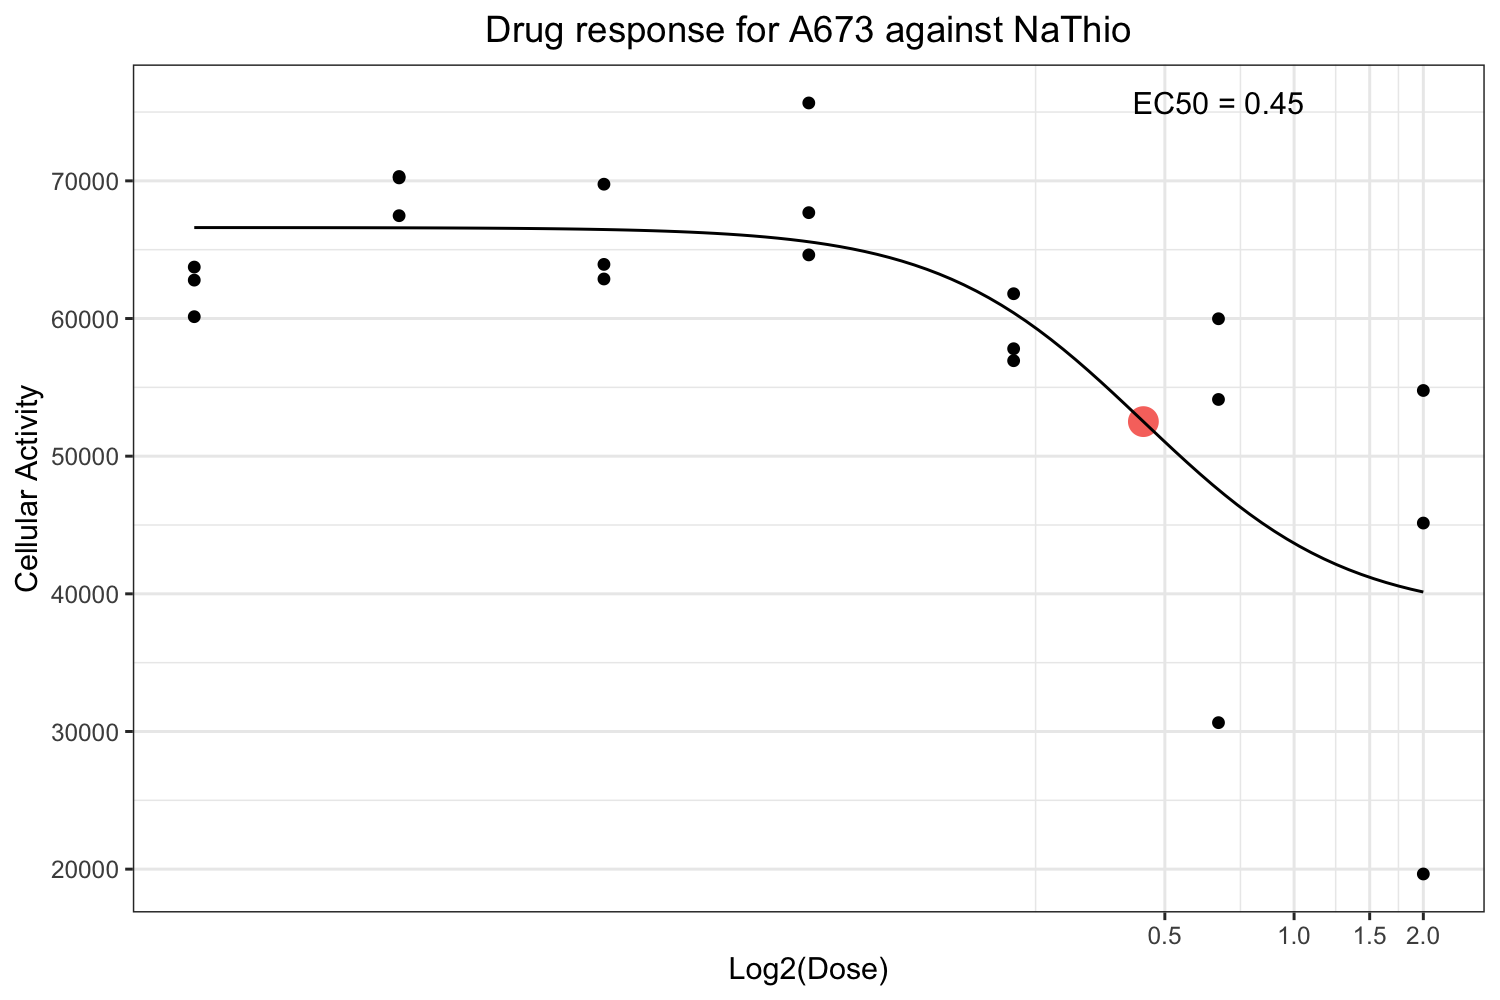 Drug response for A673 against NaThio
EC50 = 0.45
70000
60000
50000
40000
30000
20000
Cellular Activity
0.5 1.0 1.5 2.0
Log2(Dose)